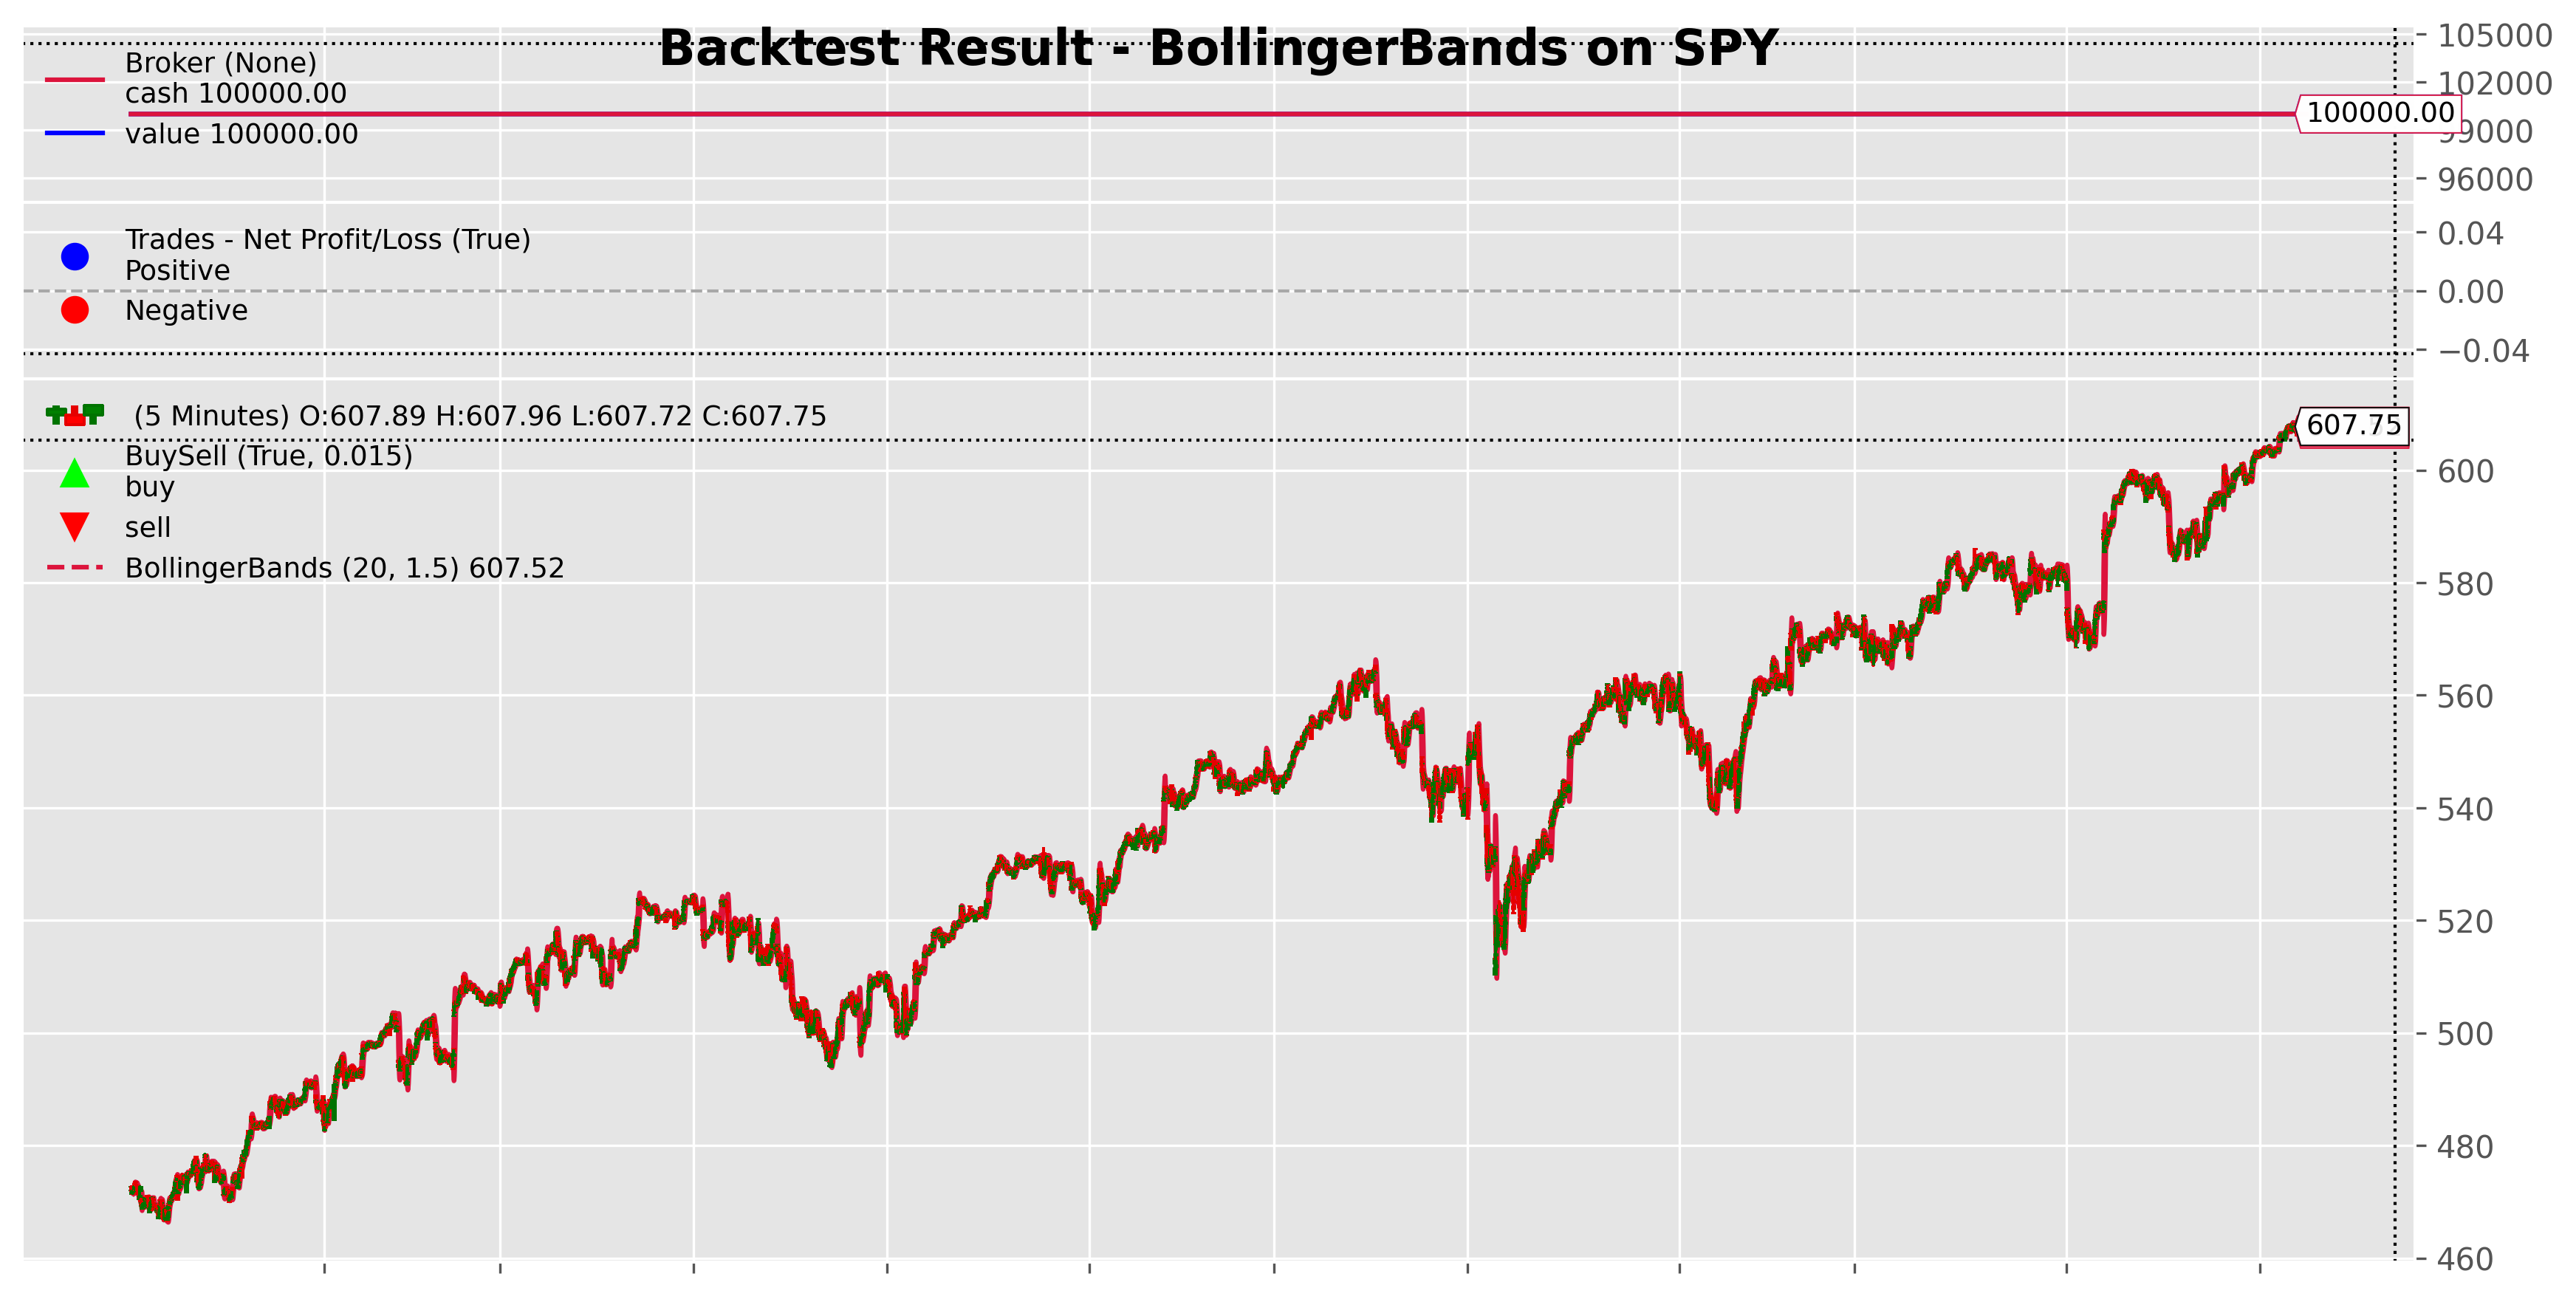 Backtest Result - BollingerBands on SPY
Broker (None)
cash 100000.00
value 100000.00
105000
102000
100000.00
99000
96000
Trades - Net Profit/Loss (True)
Positive
Negative
0.04
0.00
−0.04
(5 Minutes) O:607.89 H:607.96 L:607.72 C:607.75
BuySell (True, 0.015)
buy
sell
BollingerBands (20, 1.5) 607.52
607.75
600
580
560
540
520
500
480
460